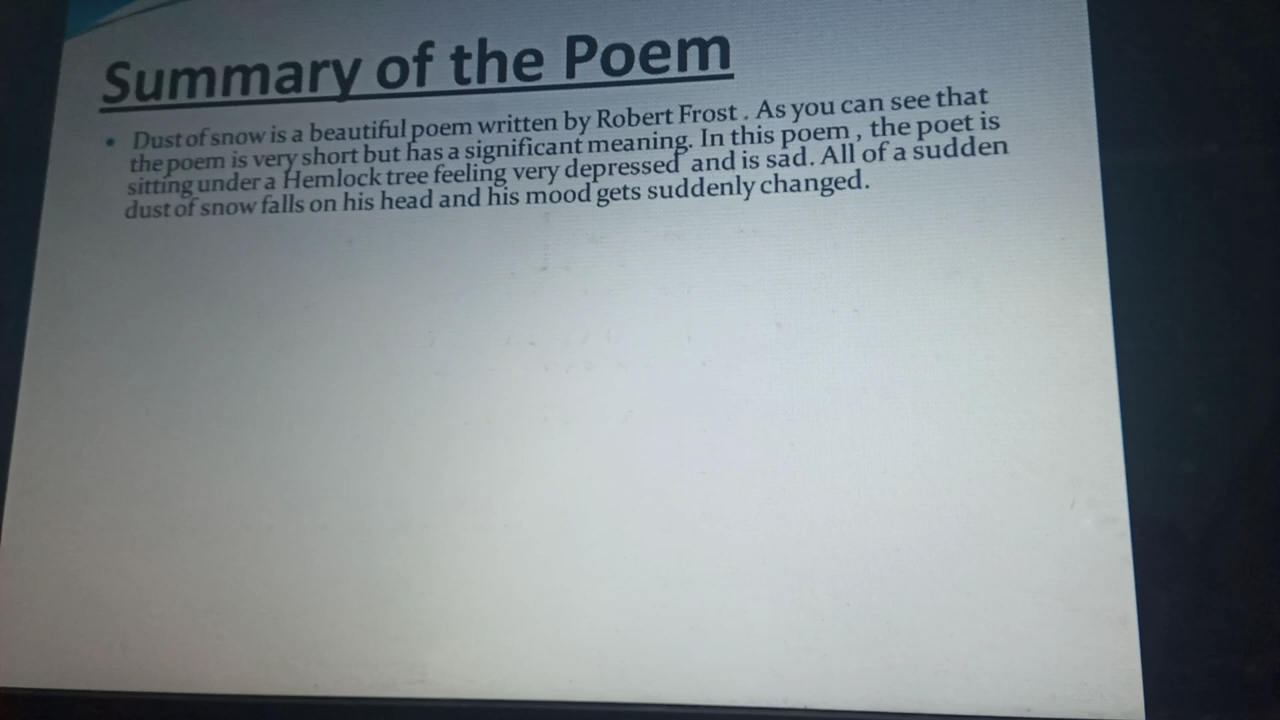 Summary of the Poem
• Dust of snow is a beautiful poem written by Robert Frost . As you can see that
the poem is very short but has a significant meaning. In this poem , the poet is
sitting under a Hemlock tree feeling very depressed and is sad. All of a sudden
dust of snow falls on his head and his mood gets suddenly changed.